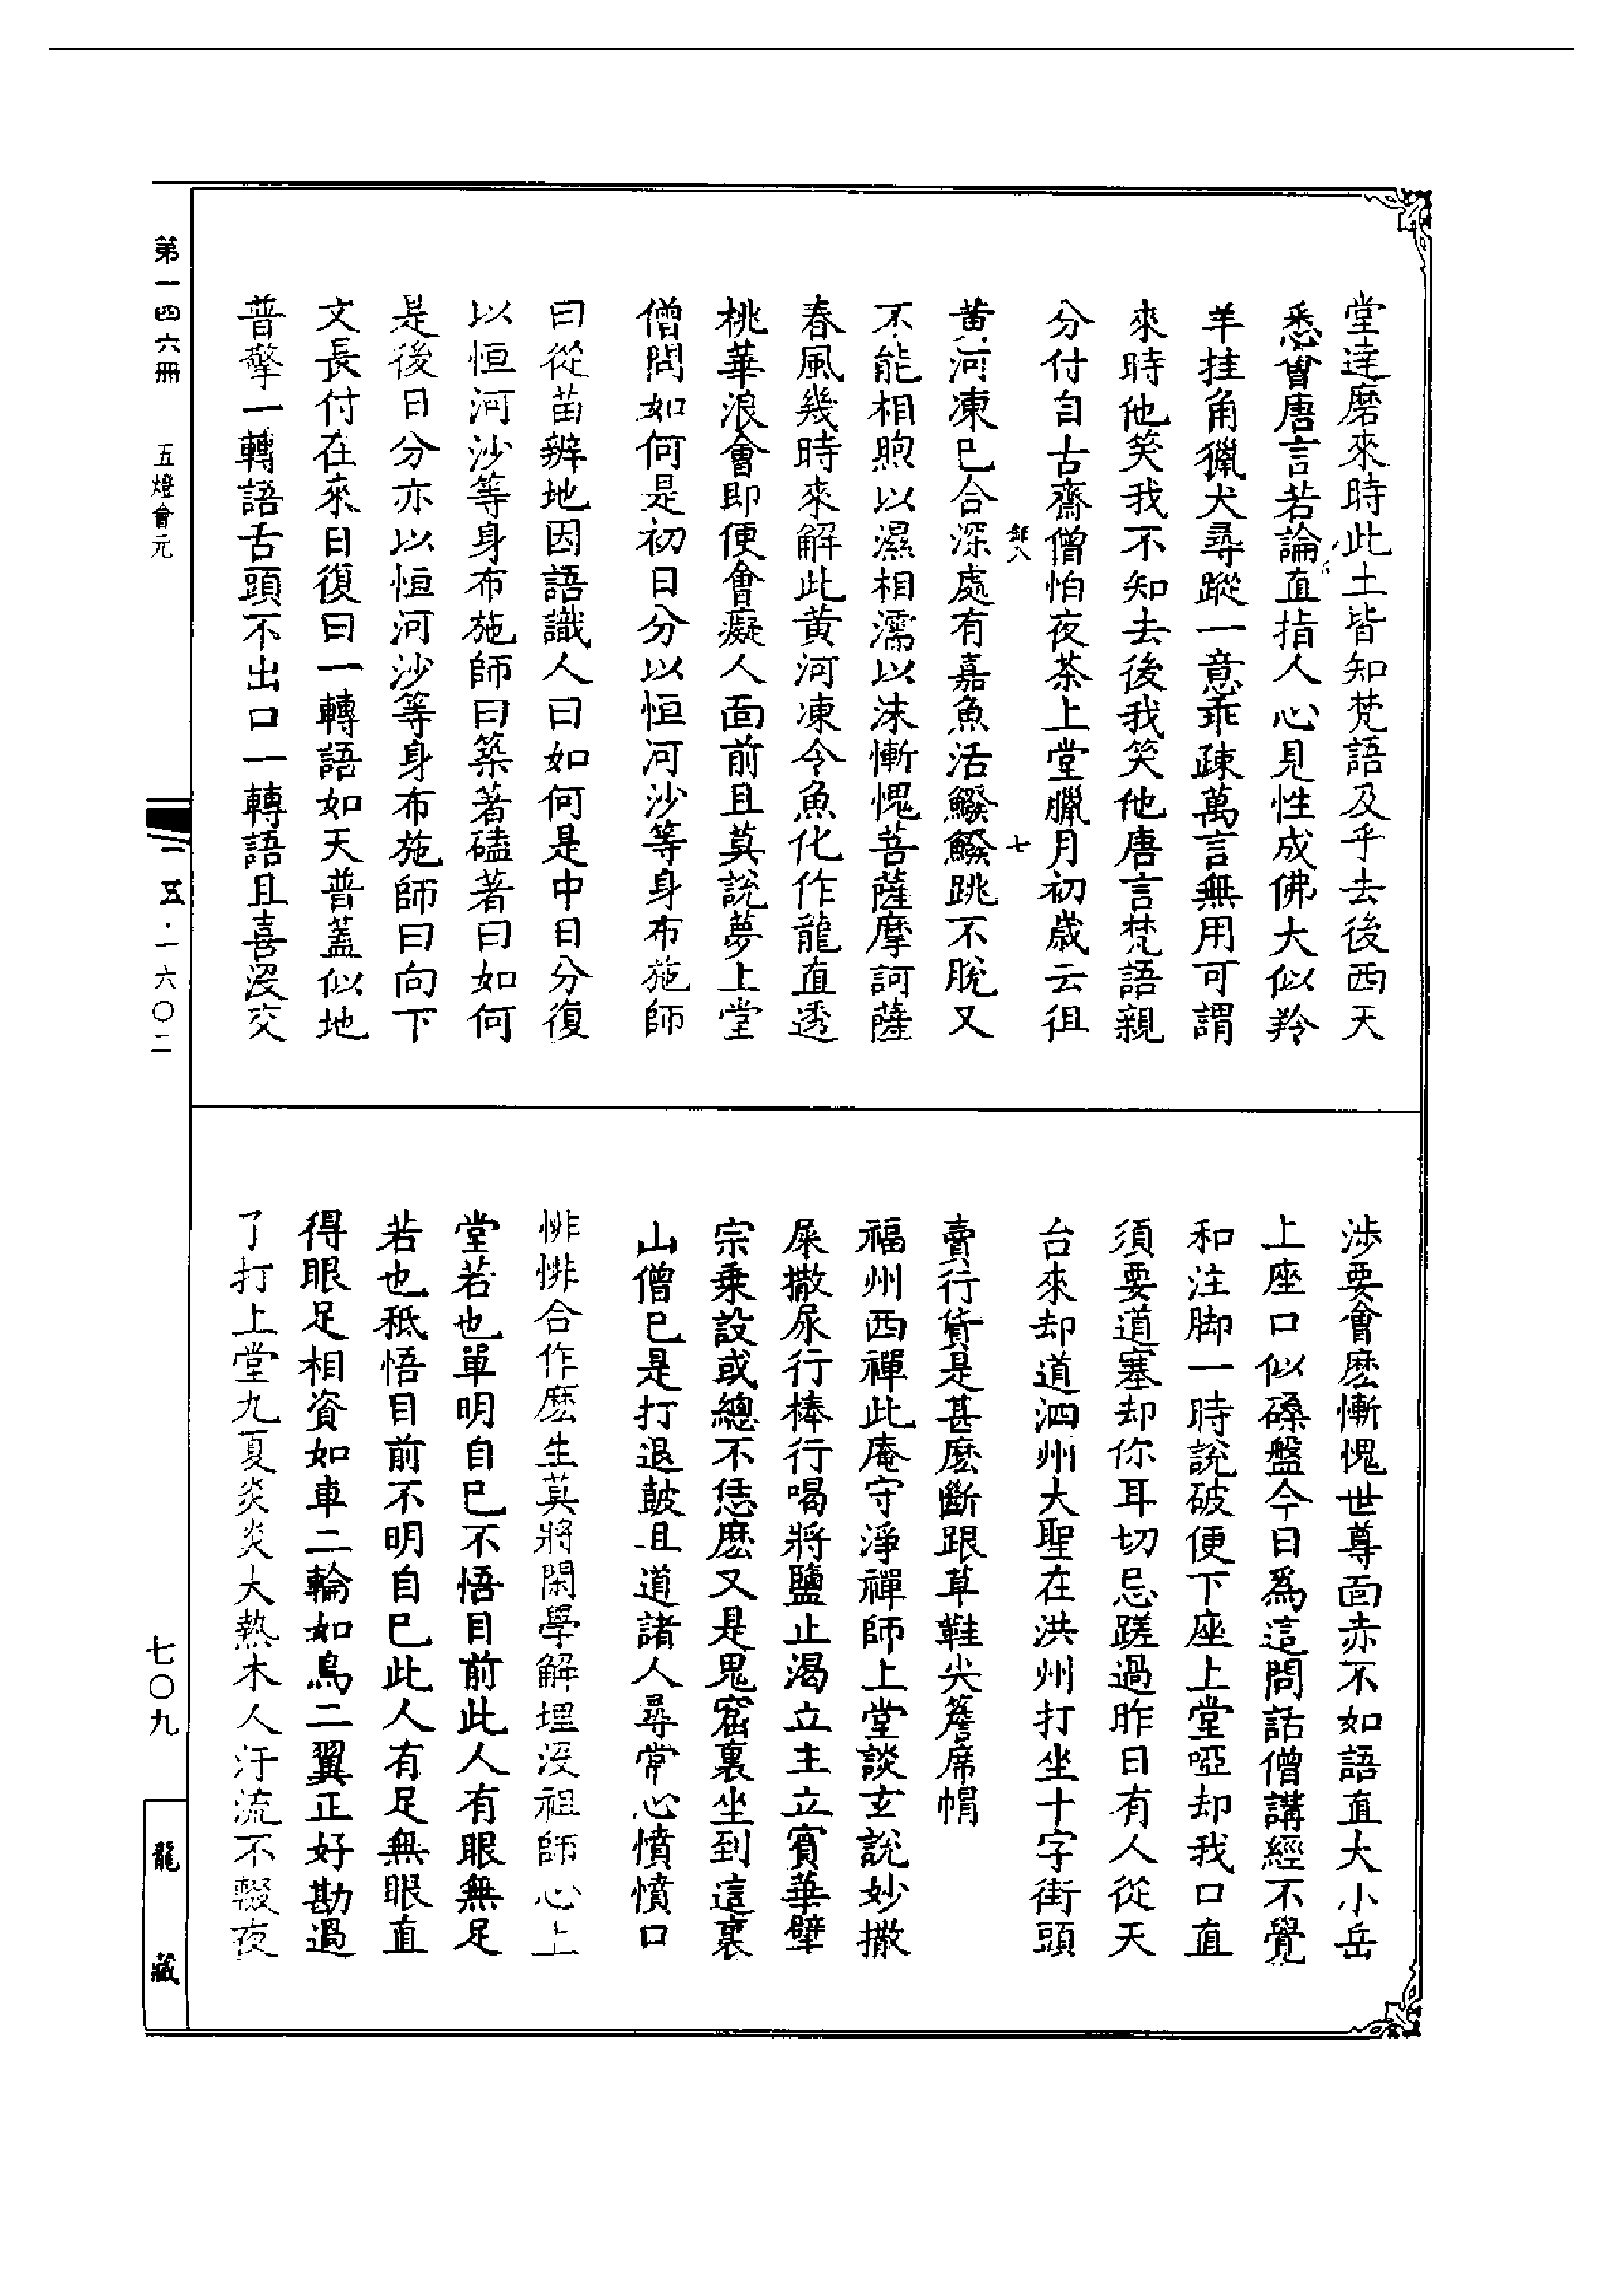 堂達磨來時此土皆知梵語及乎去後西天
悉會唐言若論直指人心見性成佛大似羚
羊挂角獵犬尋蹤一意乖疎萬言無用可謂
來時他笑我不知去後我笑他唐言梵語親
分付自古齋僧怕夜茶上堂臘月初歲云徂
七
黃河凍已合深處有嘉魚活鱍鱍跳不脫又
不能相煦以濕相濡以沫慚愧菩薩摩訶薩
春風幾時來解此黃河凍令魚化作龍直透
桃華浪會即便會癡人面前且莫說夢上堂
僧問如何是初日分以恒河沙等身布施師
曰從苗辨地因語識人曰如何是中日分復
以恒河沙等身布施師曰築著磕著曰如何
是後日分亦以恒河沙等身布施師曰向下
文長付在來日復曰一轉語如天普蓋似地
普擎一轉語舌頭不出口一轉語且喜沒交
涉要會麼慚愧世尊面赤不如語直大小岳
上座口似磉盤今日為這問話僧講經不覺
和注脚一時說破便下座上堂啞却我口直
須要道塞却你耳切忌蹉過昨日有人從天
台來却道泗州大聖在洪州打坐十字街頭
賣行貨是甚麼斷跟草鞋尖簷席帽
福州西禪此庵守淨禪師上堂談玄說妙撒
屎撒尿行棒行喝將鹽止渴立主立賓華擘
宗乘設或總不恁麼又是鬼窟裏坐到這裏
山僧已是打退鼓且道諸人尋常心憤憤口
悱悱合作麼生莫將閑學解埋沒祖師心上
堂若也單明自己不悟目前此人有眼無足
若也秖悟目前不明自己此人有足無眼直
得眼足相資如車二輪如鳥二翼正好勘過
了打上堂九夏炎炎大熱木人汗流不輟夜
第一四六冊
五燈會元
一五·一六〇二
七〇九
龍藏